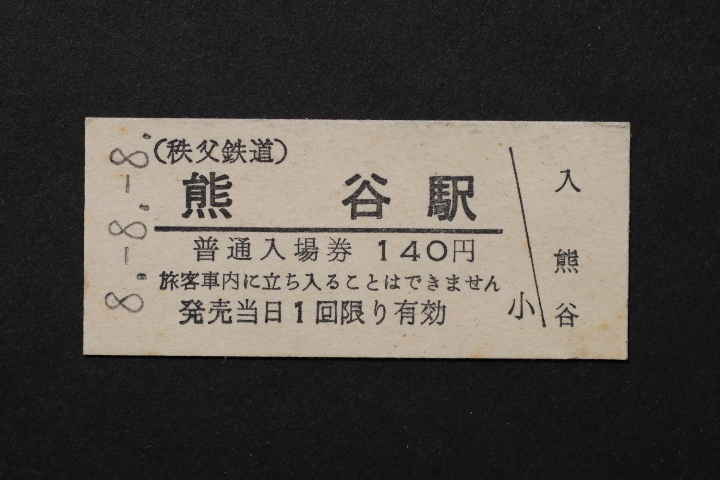 8.-8.-8.
(秩父鉄道)
熊谷駅
普通入場券 140円
旅客車内に立ち入ることはできません
発売当日1回限り有効
小
入熊谷